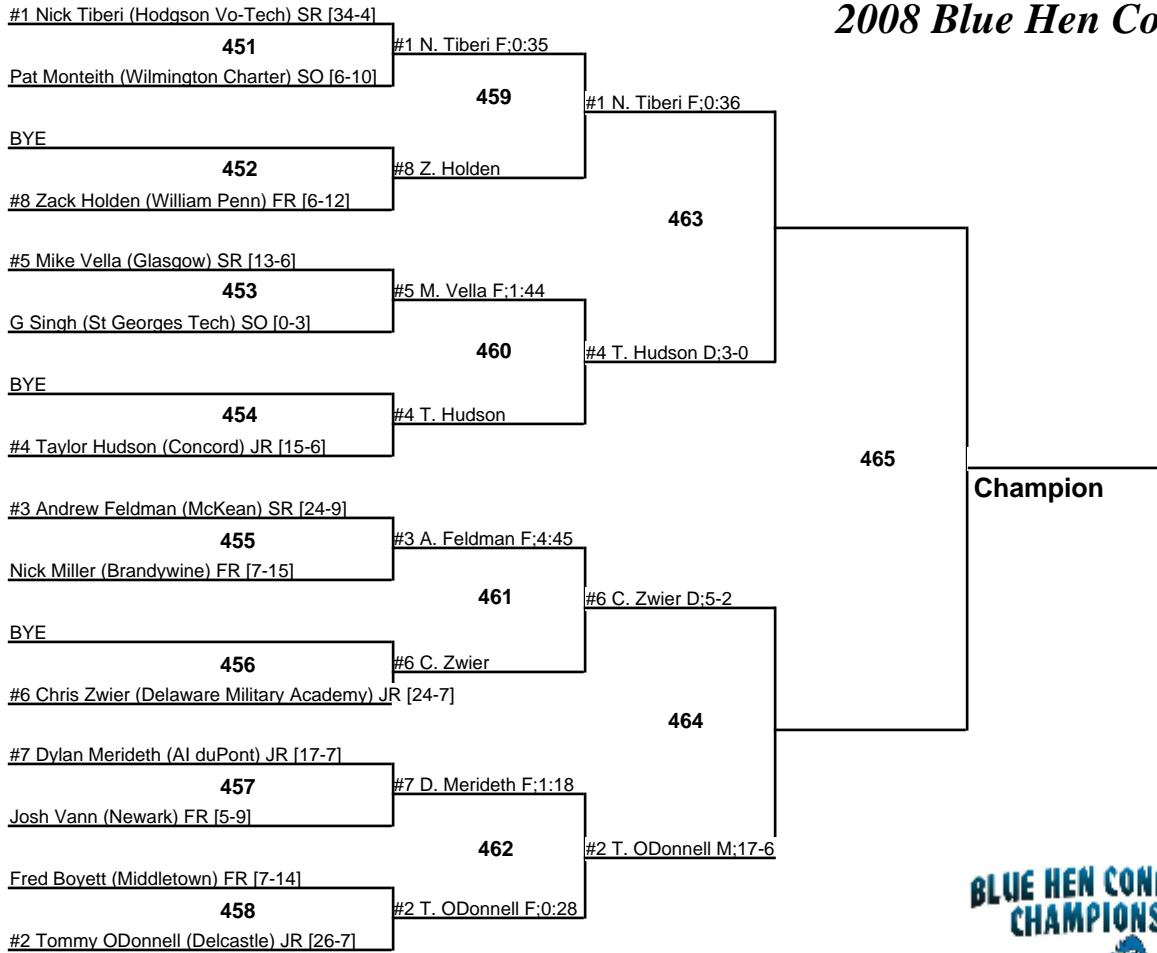 2008 Blue Hen Co
#1 Nick Tiberi (Hodgson Vo-Tech) SR [34-4]
451
Pat Monteith (Wilmington Charter) SO [6-10]
BYE
452
#8 Zack Holden (William Penn) FR [6-12]
#5 Mike Vella (Glasgow) SR [13-6]
453
G Singh (St Georges Tech) SO [0-3]
BYE
454
#4 Taylor Hudson (Concord) JR [15-6]
#3 Andrew Feldman (McKean) SR [24-9]
455
Nick Miller (Brandywine) FR [7-15]
BYE
456
#6 Chris Zwier (Delaware Military Academy) JR [24-7]
#7 Dylan Merideth (AI duPont) JR [17-7]
457
Josh Vann (Newark) FR [5-9]
Fred Boyett (Middletown) FR [7-14]
458
#2 Tommy ODonnell (Delcastle) JR [26-7]
#1 N. Tiberi F;0:35
459
#8 Z. Holden
#5 M. Vella F;1:44
460
#4 T. Hudson
#3 A. Feldman F;4:45
461
#6 C. Zwier
#7 D. Merideth F;1:18
462
#2 T. ODonnell F;0:28
#1 N. Tiberi F;0:36
463
#4 T. Hudson D;3-0
#6 C. Zwier D;5-2
464
#2 T. ODonnell M;17-6
465
Champion
BLUE HEN CON
CHAMPIONS